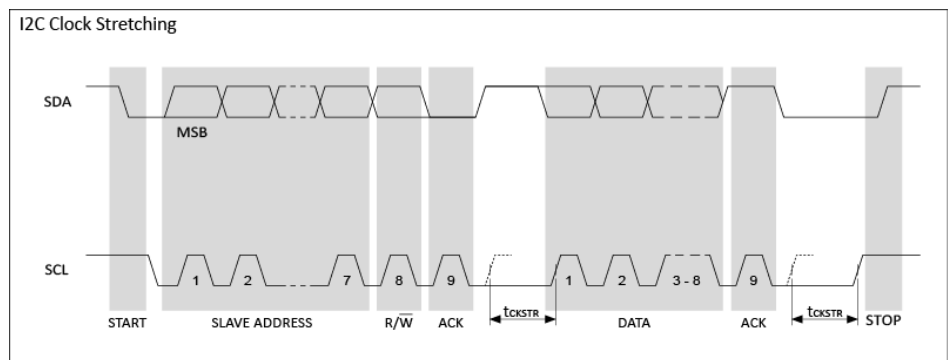 I2C Clock Stretching
SDA
MSB
SCL
1 2 7 8 9 1 2 3 - 8 9
tCKSTR tCKSTR
START SLAVE ADDRESS R/W̅ ACK DATA ACK STOP